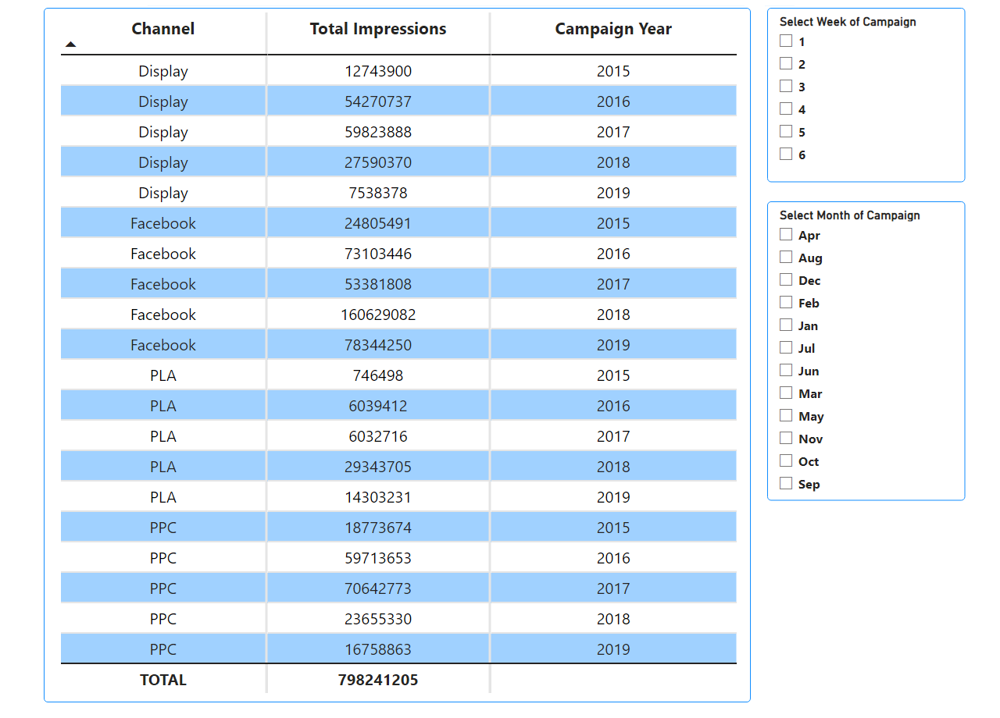 Channel Total Impressions Campaign Year
Display 12743900 2015
Display 54270737 2016
Display 59823888 2017
Display 27590370 2018
Display 7538378 2019
Facebook 24805491 2015
Facebook 73103446 2016
Facebook 53381808 2017
Facebook 160629082 2018
Facebook 78344250 2019
PLA 746498 2015
PLA 6039412 2016
PLA 6032716 2017
PLA 29343705 2018
PLA 14303231 2019
PPC 18773674 2015
PPC 59713653 2016
PPC 70642773 2017
PPC 23655330 2018
PPC 16758863 2019
TOTAL 798241205
Select Week of Campaign
1
2
3
4
5
6
Select Month of Campaign
Apr
Aug
Dec
Feb
Jan
Jul
Jun
Mar
May
Nov
Oct
Sep